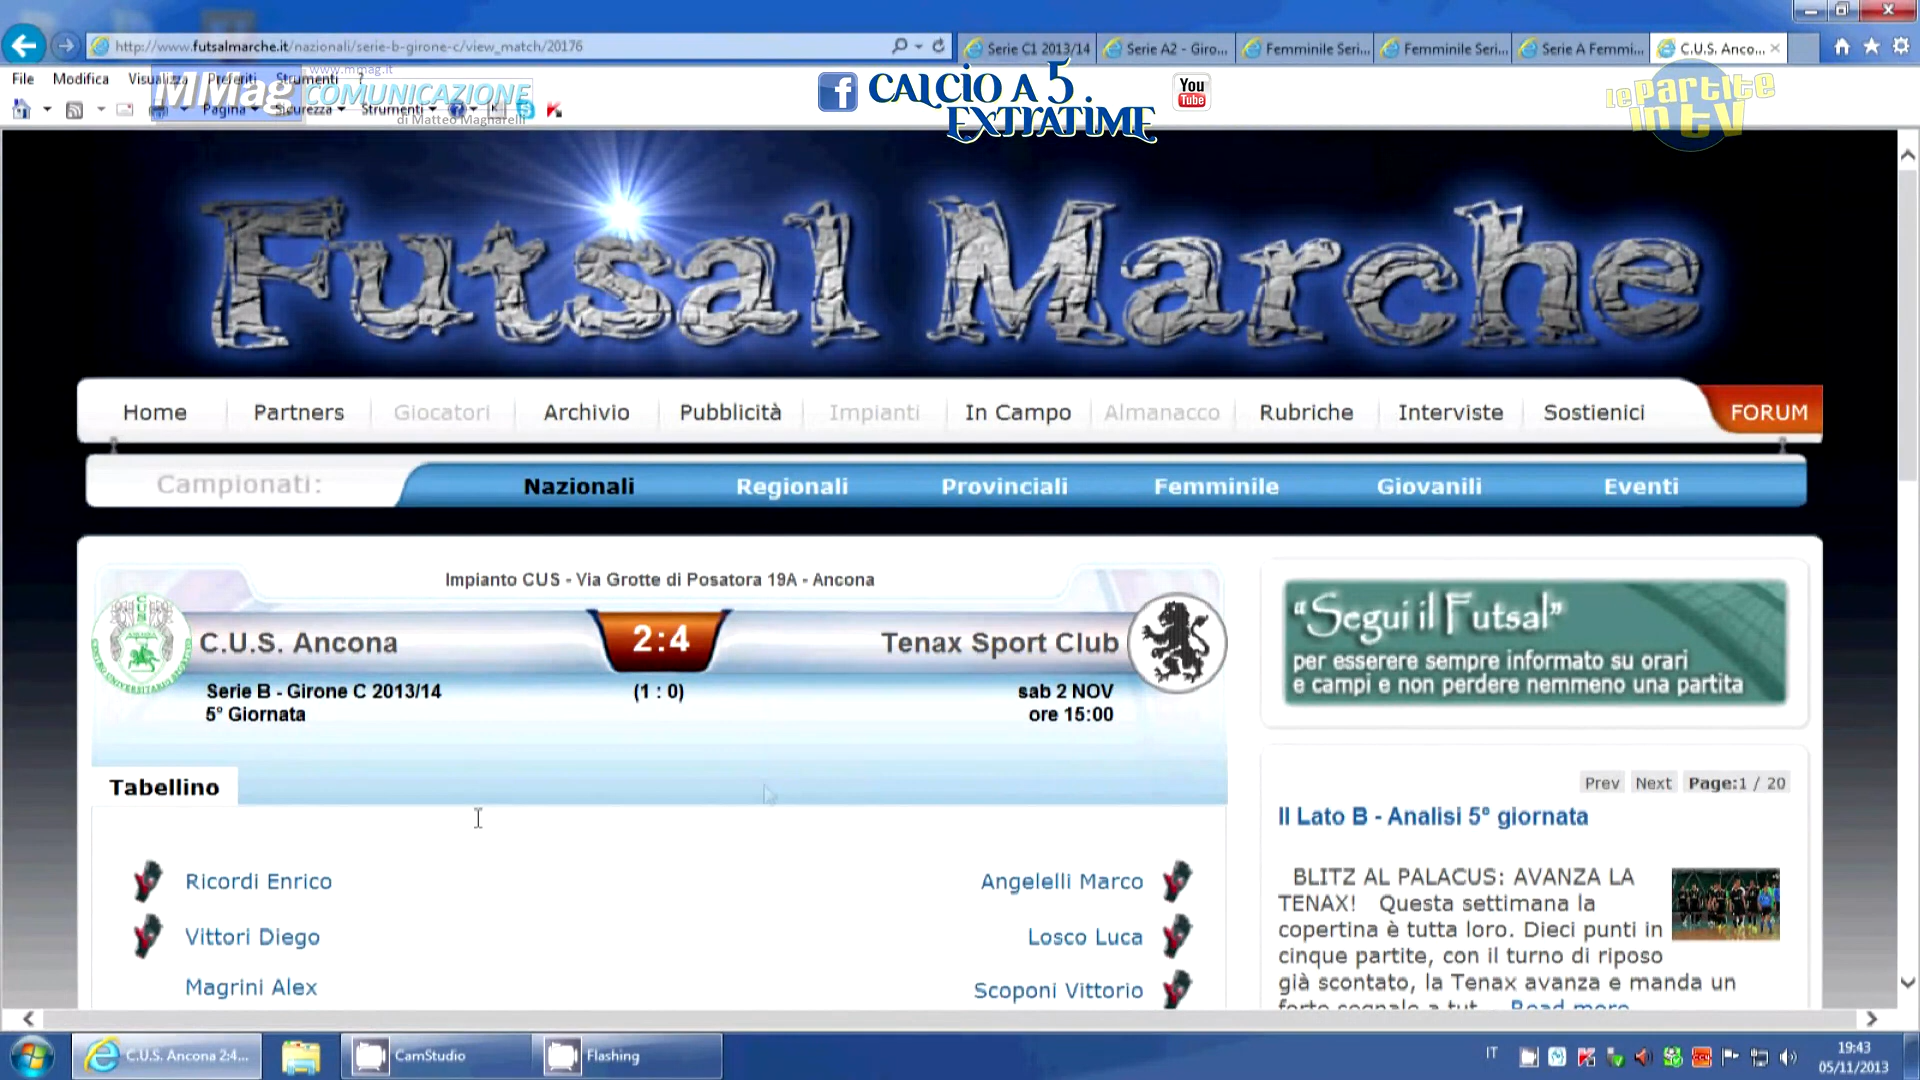 http://www.futsalmarche.it/nazionali/serie-b-girone-c/view_match/20176
Serie C1 2013/14
Serie A2 - Giro...
Femminile Seri...
Femminile Seri...
Serie A Femmi...
C.U.S. Anco...
File Modifica Visualizza Preferiti Strumenti ?
www.mmag.it
MMag COMUNICAZIONE
di Matteo Magnarelli
Pagina Sicurezza Strumenti
CALCIO A 5
EXTRATIME
You Tube
le partite in tv
Futsal Marche
Home Partners Giocatori Archivio Pubblicità Impianti In Campo Almanacco Rubriche Interviste Sostienici FORUM
Campionati: Nazionali Regionali Provinciali Femminile Giovanili Eventi
Impianto CUS - Via Grotte di Posatora 19A - Ancona
C.U.S. Ancona 2:4 Tenax Sport Club
Serie B - Girone C 2013/14 (1 : 0) sab 2 NOV
5° Giornata ore 15:00
Tabellino
Ricordi Enrico Angelelli Marco
Vittori Diego Losco Luca
Magrini Alex Scoponi Vittorio
“Segui il Futsal”
per esserere sempre informato su orari
e campi e non perdere nemmeno una partita
Prev Next Page:1 / 20
Il Lato B - Analisi 5° giornata
BLITZ AL PALACUS: AVANZA LA
TENAX! Questa settimana la
copertina è tutta loro. Dieci punti in
cinque partite, con il turno di riposo
già scontato, la Tenax avanza e manda un
forte segnale a tut... Read more
C.U.S. Ancona 2:4...
CamStudio
Flashing
IT
19:43
05/11/2013